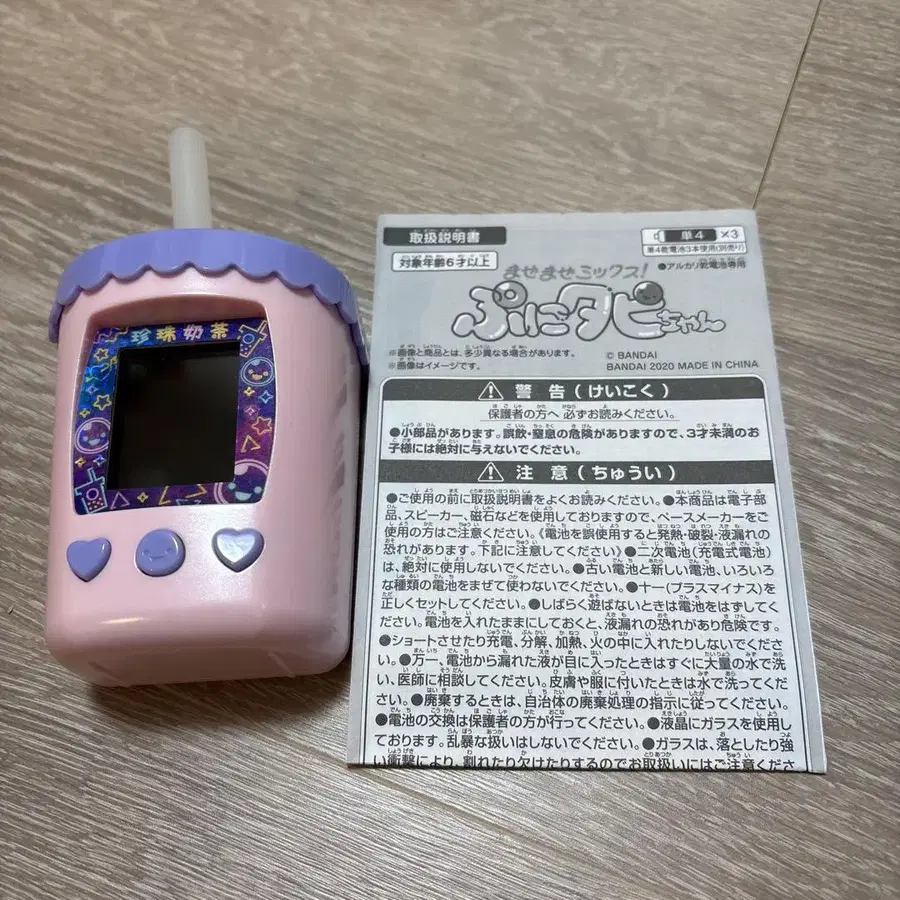 珍珠奶茶
取扱説明書
対象年齢6才以上
単4 ×3
単4乾電池3本使用(別売り)
●アルカリ乾電池専用
まぜまぜミックス!
ぷにタピちゃん
※画像と商品とは、多少異なる場合があります。
※画像はイメージです。
© BANDAI
BANDAI 2020 MADE IN CHINA
警告(けいこく)
保護者の方へ 必ずお読みください。
●小部品があります。誤飲・窒息の危険がありますので、3才未満のお
子様には絶対に与えないでください。
注意(ちゅうい)
●ご使用の前に取扱説明書をよくお読みください。●本商品は電子部
品、スピーカー、磁石などを使用しておりますので、ペースメーカーをご
使用の方はご注意ください。《電池を誤使用すると発熱・破裂・液漏れの
恐れがあります。下記に注意してください》●二次電池(充電式電池)
は、絶対に使用しないでください。●古い電池と新しい電池、いろいろ
な種類の電池をまぜて使わないでください。●+-(プラスマイナス)を
正しくセットしてください。●しばらく遊ばないときは電池をはずしてく
ださい。電池を入れたままにしておくと、液漏れの恐れがあり危険です。
●ショートさせたり充電、分解、加熱、火の中に入れたりしないでくださ
い。●万一、電池から漏れた液が目に入ったときはすぐに大量の水で洗
い、医師に相談してください。皮膚や服に付いたときは水で洗ってくだ
さい。●廃棄するときは、自治体の廃棄処理の指示に従ってください。
●電池の交換は保護者の方が行ってください。●液晶にガラスを使用し
ております。乱暴な扱いはしないでください。●ガラスは、落としたり強
い衝撃により、割れたり欠けたりするのでお取扱いにはご注意くださ